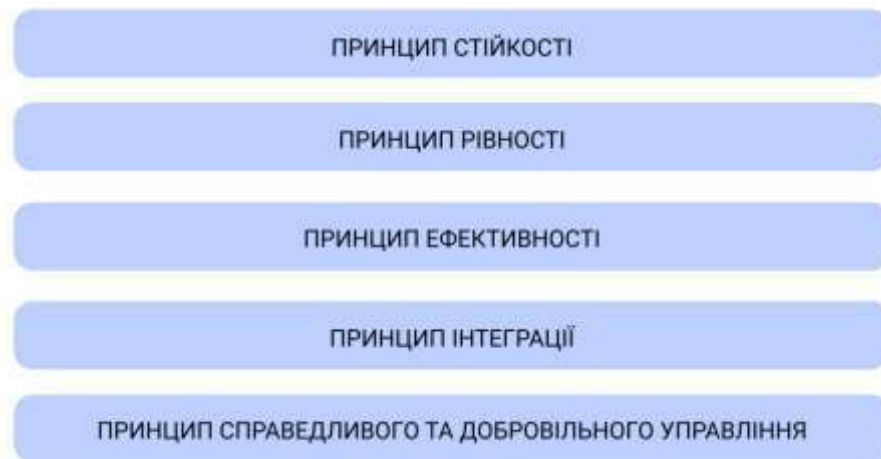 ПРИНЦИП СТІЙКОСТІ
ПРИНЦИП РІВНОСТІ
ПРИНЦИП ЕФЕКТИВНОСТІ
ПРИНЦИП ІНТЕГРАЦІЇ
ПРИНЦИП СПРАВЕДЛИВОГО ТА ДОБРОВІЛЬНОГО УПРАВЛІННЯ